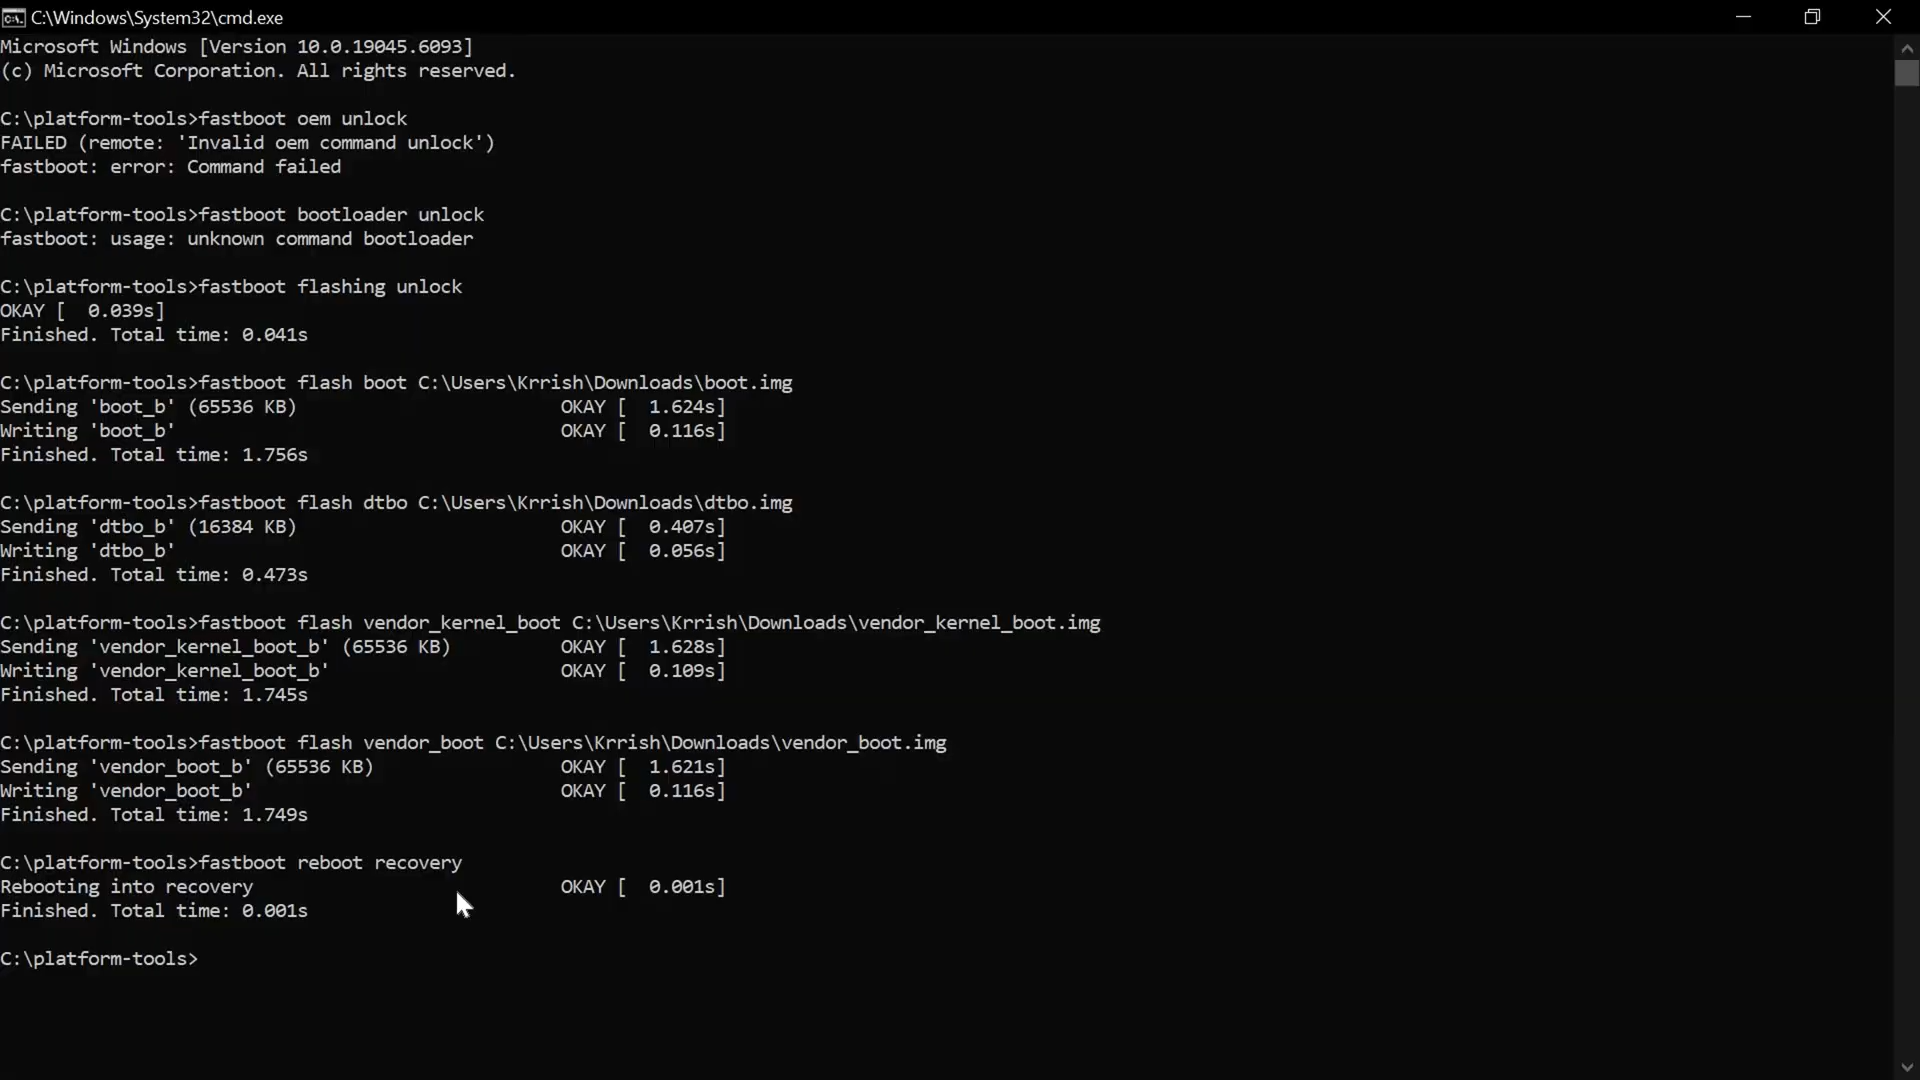 C:\Windows\System32\cmd.exe
Microsoft Windows [Version 10.0.19045.6093]
(c) Microsoft Corporation. All rights reserved.
C:\platform-tools>fastboot oem unlock
FAILED (remote: 'Invalid oem command unlock')
fastboot: error: Command failed
C:\platform-tools>fastboot bootloader unlock
fastboot: usage: unknown command bootloader
C:\platform-tools>fastboot flashing unlock
OKAY [  0.039s]
Finished. Total time: 0.041s
C:\platform-tools>fastboot flash boot C:\Users\Krrish\Downloads\boot.img
Sending 'boot_b' (65536 KB)                        OKAY [  1.624s]
Writing 'boot_b'                                   OKAY [  0.116s]
Finished. Total time: 1.756s
C:\platform-tools>fastboot flash dtbo C:\Users\Krrish\Downloads\dtbo.img
Sending 'dtbo_b' (16384 KB)                        OKAY [  0.407s]
Writing 'dtbo_b'                                   OKAY [  0.056s]
Finished. Total time: 0.473s
C:\platform-tools>fastboot flash vendor_kernel_boot C:\Users\Krrish\Downloads\vendor_kernel_boot.img
Sending 'vendor_kernel_boot_b' (65536 KB)          OKAY [  1.628s]
Writing 'vendor_kernel_boot_b'                     OKAY [  0.109s]
Finished. Total time: 1.745s
C:\platform-tools>fastboot flash vendor_boot C:\Users\Krrish\Downloads\vendor_boot.img
Sending 'vendor_boot_b' (65536 KB)                 OKAY [  1.621s]
Writing 'vendor_boot_b'                            OKAY [  0.116s]
Finished. Total time: 1.749s
C:\platform-tools>fastboot reboot recovery
Rebooting into recovery                            OKAY [  0.001s]
Finished. Total time: 0.001s
C:\platform-tools>